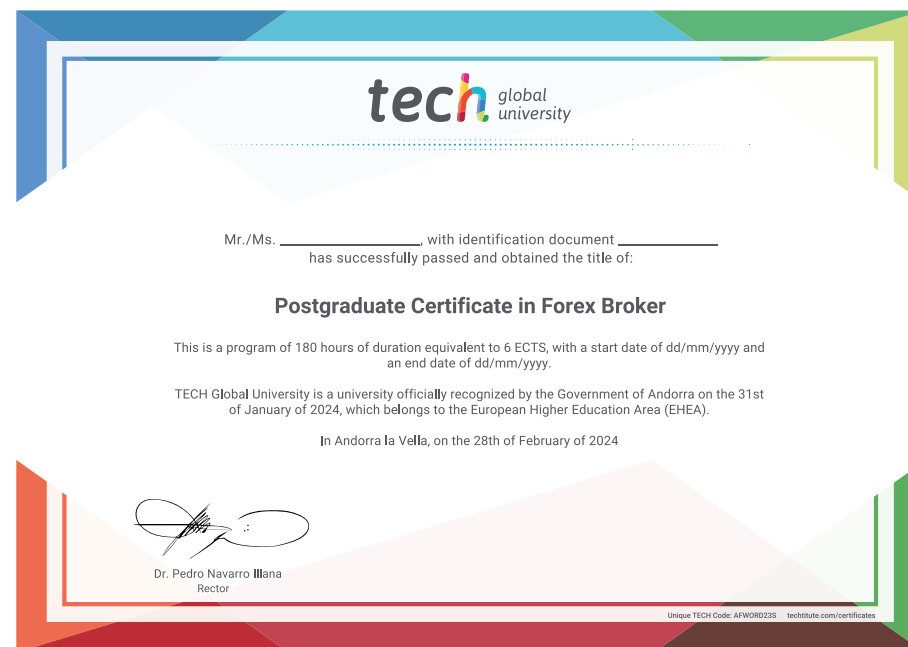 tech global
university
Mr./Ms. ____________________, with identification document ______________
has successfully passed and obtained the title of:
Postgraduate Certificate in Forex Broker
This is a program of 180 hours of duration equivalent to 6 ECTS, with a start date of dd/mm/yyyy and
an end date of dd/mm/yyyy.
TECH Global University is a university officially recognized by the Government of Andorra on the 31st
of January of 2024, which belongs to the European Higher Education Area (EHEA).
In Andorra la Vella, on the 28th of February of 2024
Dr. Pedro Navarro Illana
Rector
Unique TECH Code: AFWORD23S techtitute.com/certificates